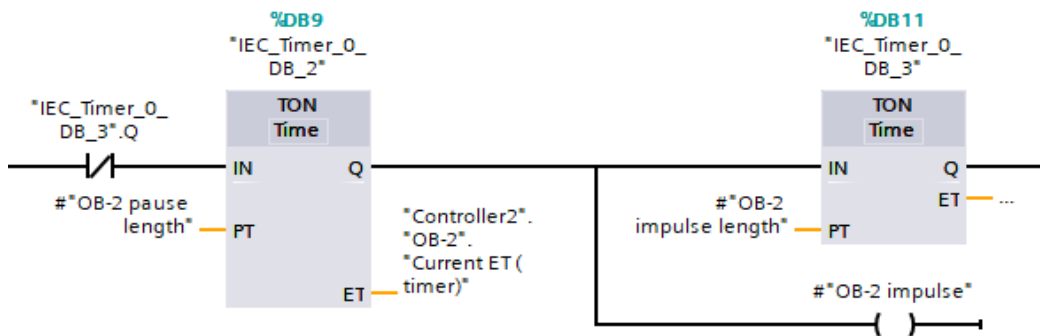 %DB9
"IEC_Timer_0_
DB_2"
%DB11
"IEC_Timer_0_
DB_3"
"IEC_Timer_0_
DB_3".Q
TON
Time
IN
Q
#"OB-2 pause
length"
PT
"Controller2".
"OB-2".
"Current ET (
timer)"
ET
TON
Time
IN
Q
ET
...
#"OB-2
impulse length"
PT
#"OB-2 impulse"